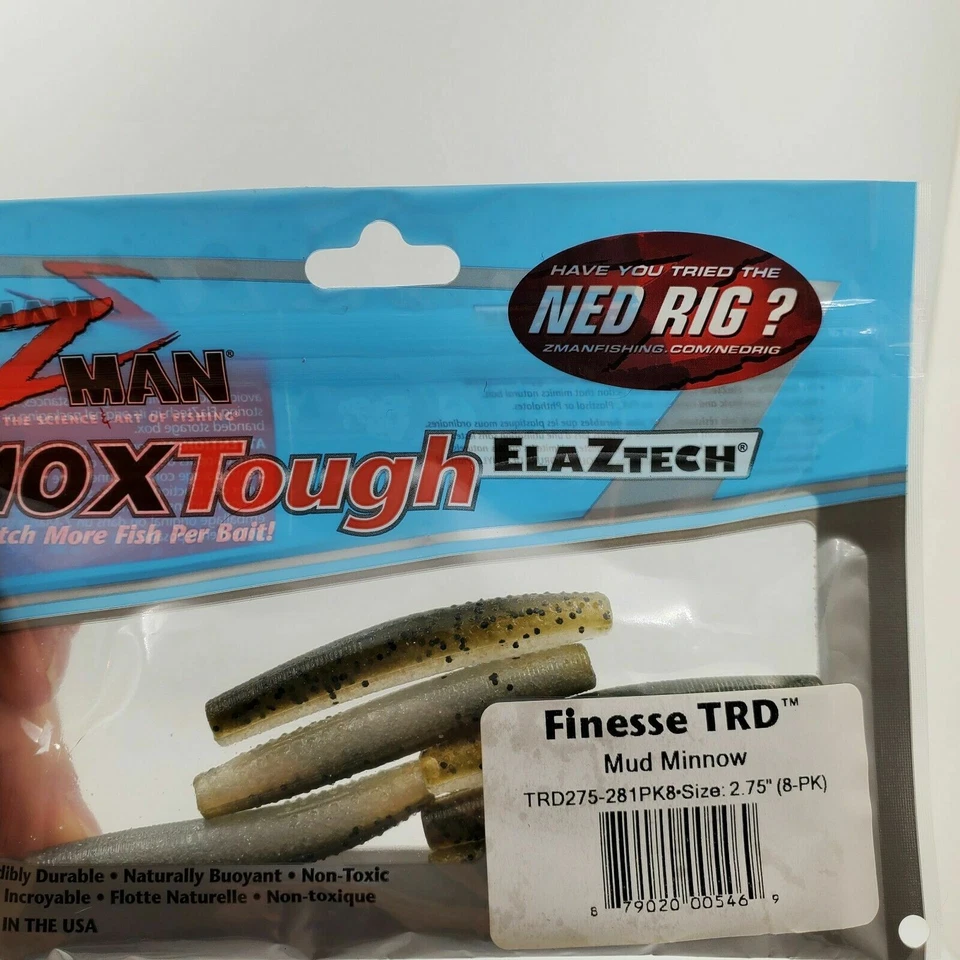 HAVE YOU TRIED THE
NED RIG?
ZMANFISHING.COM/NEDRIG
Z MAN®
THE SCIENCE & ART OF FISHING
10XTough ELAZTECH®
tch More Fish Per Bait!
Finesse TRD™
Mud Minnow
TRD275-281PK8•Size: 2.75" (8-PK)
8 79020 00546 9
dibly Durable • Naturally Buoyant • Non-Toxic
Incroyable • Flotte Naturelle • Non-toxique
IN THE USA